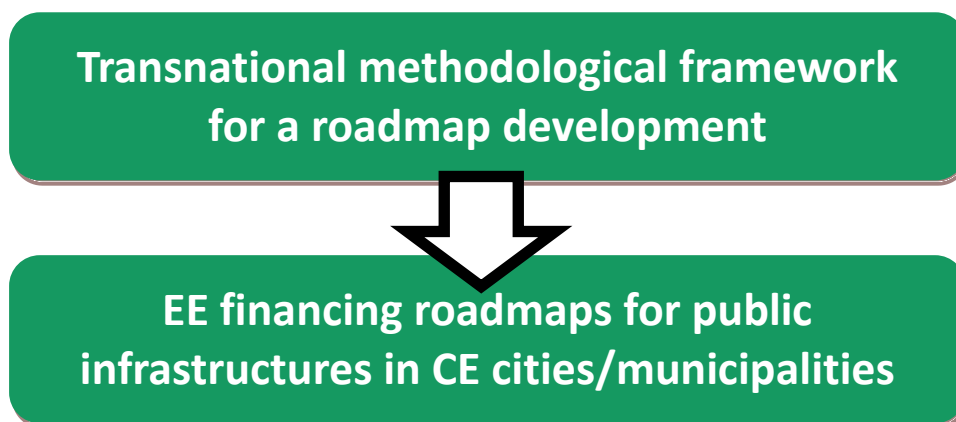 Transnational methodological framework
for a roadmap development
EE financing roadmaps for public
infrastructures in CE cities/municipalities